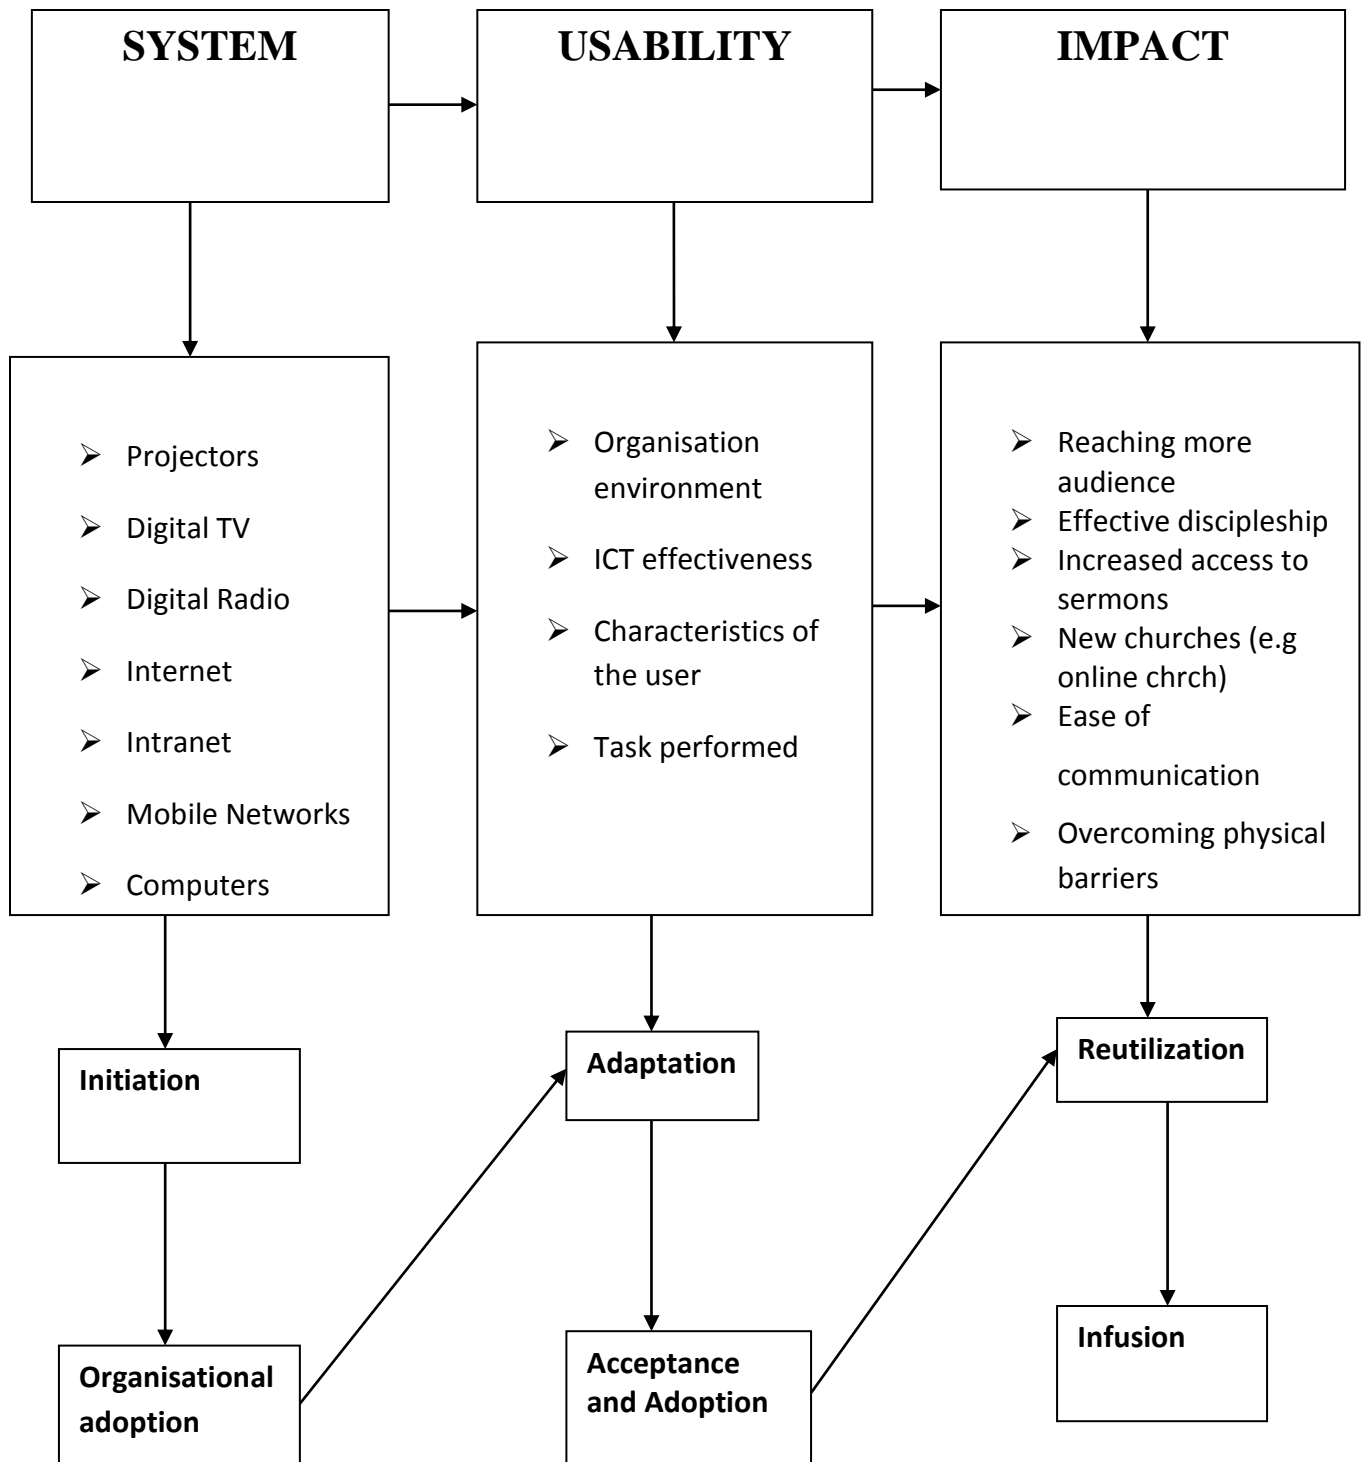 SYSTEM
USABILITY
IMPACT
➢ Projectors
➢ Digital TV
➢ Digital Radio
➢ Internet
➢ Intranet
➢ Mobile Networks
➢ Computers
➢ Organisation
environment
➢ ICT effectiveness
➢ Characteristics of
the user
➢ Task performed
➢ Reaching more
audience
➢ Effective discipleship
➢ Increased access to
sermons
➢ New churches (e.g
online chrch)
➢ Ease of
communication
➢ Overcoming physical
barriers
Initiation
Organisational
adoption
Adaptation
Acceptance
and Adoption
Reutilization
Infusion